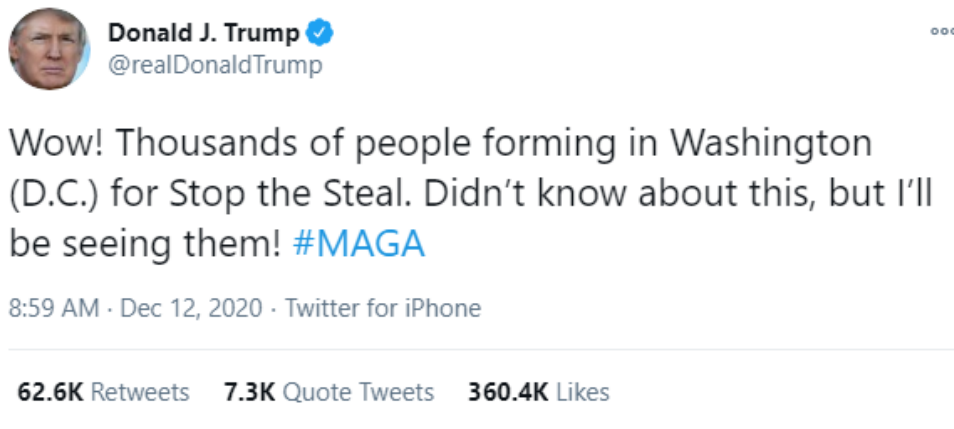 Donald J. Trump
@realDonaldTrump
Wow! Thousands of people forming in Washington
(D.C.) for Stop the Steal. Didn’t know about this, but I’ll
be seeing them! #MAGA
8:59 AM · Dec 12, 2020 · Twitter for iPhone
62.6K Retweets 7.3K Quote Tweets 360.4K Likes